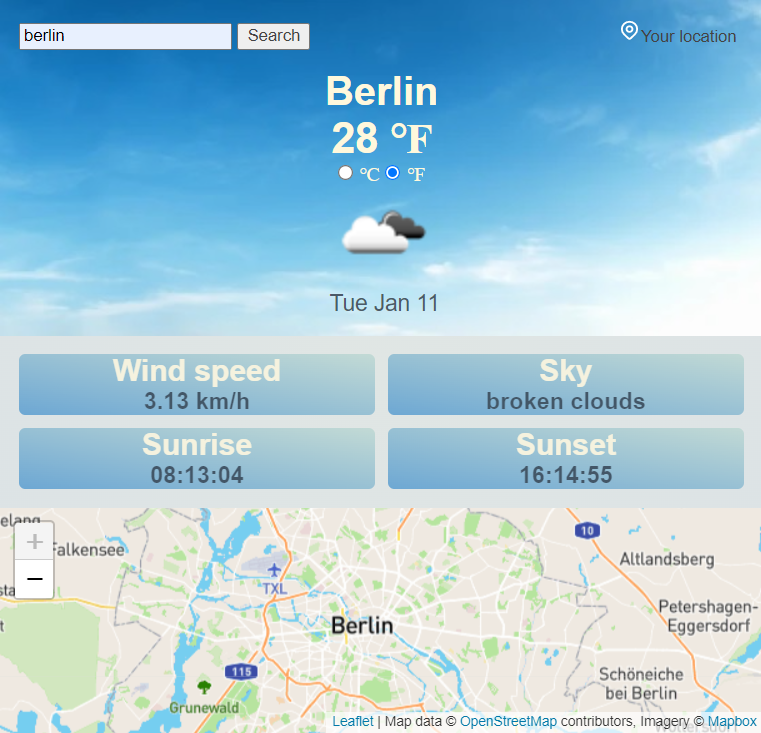 berlin
Search
Your location
Berlin
28 °F
°C °F
Tue Jan 11
Wind speed
3.13 km/h
Sky
broken clouds
Sunrise
08:13:04
Sunset
16:14:55
elang
+
Falkensee
−
10
Altlandsberg
TXL
Petershagen-
Eggersdorf
Berlin
115
Schöneiche
bei Berlin
Grunewald
Leaflet | Map data © OpenStreetMap contributors, Imagery © Mapbox